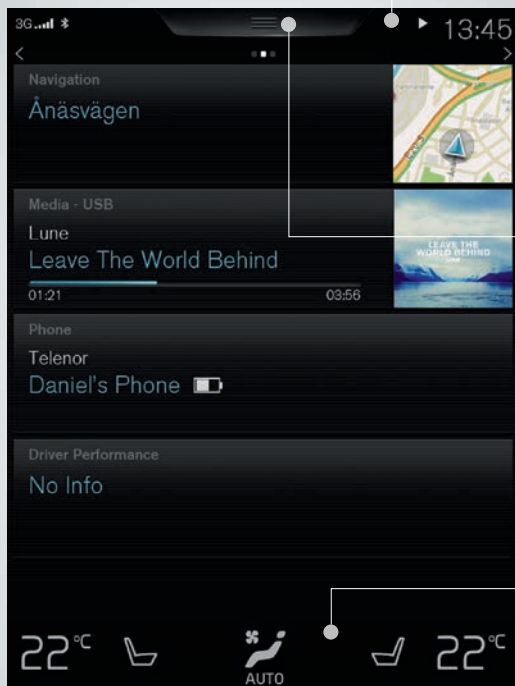 3G
13:45
Navigation
Ånäsvägen
Media - USB
Lune
Leave The World Behind
01:21
03:56
LEAVE THE
WORLD BEHIND
Phone
Telenor
Daniel's Phone
Driver Performance
No Info
22°C
AUTO
22°C